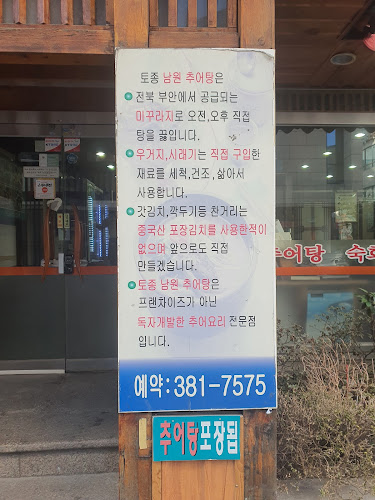 토종 남원 추어탕은
전북 부안에서 공급되는
미꾸라지로 오전,오후 직접
탕을 끓입니다.
우거지,시래기는 직접 구입한
재료를 세척,건조, 삶아서
사용합니다.
갓김치,깍두기등 찬거리는
중국산 포장김치를 사용한적이
없으며 앞으로도 직접
만들겠습니다.
토종 남원 추어탕은
프랜차이즈가 아닌
독자개발한 추어요리 전문점
입니다.
예약:381-7575
추어탕포장됩
추어탕 숙회